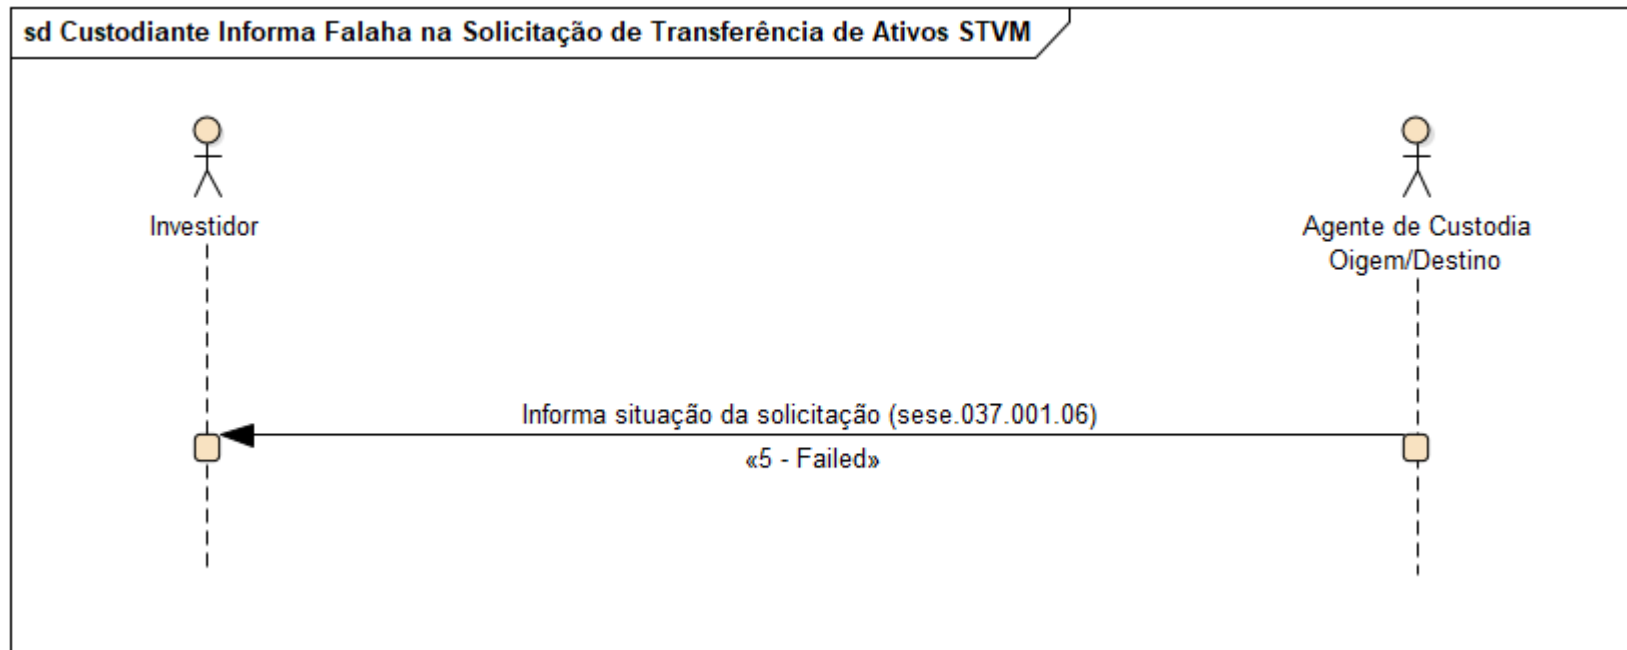 sd Custodiante Informa Falaha na Solicitação de Transferência de Ativos STVM
Investidor
Agente de Custodia
Oigem/Destino
Informa situação da solicitação (sese.037.001.06)
«5 - Failed»